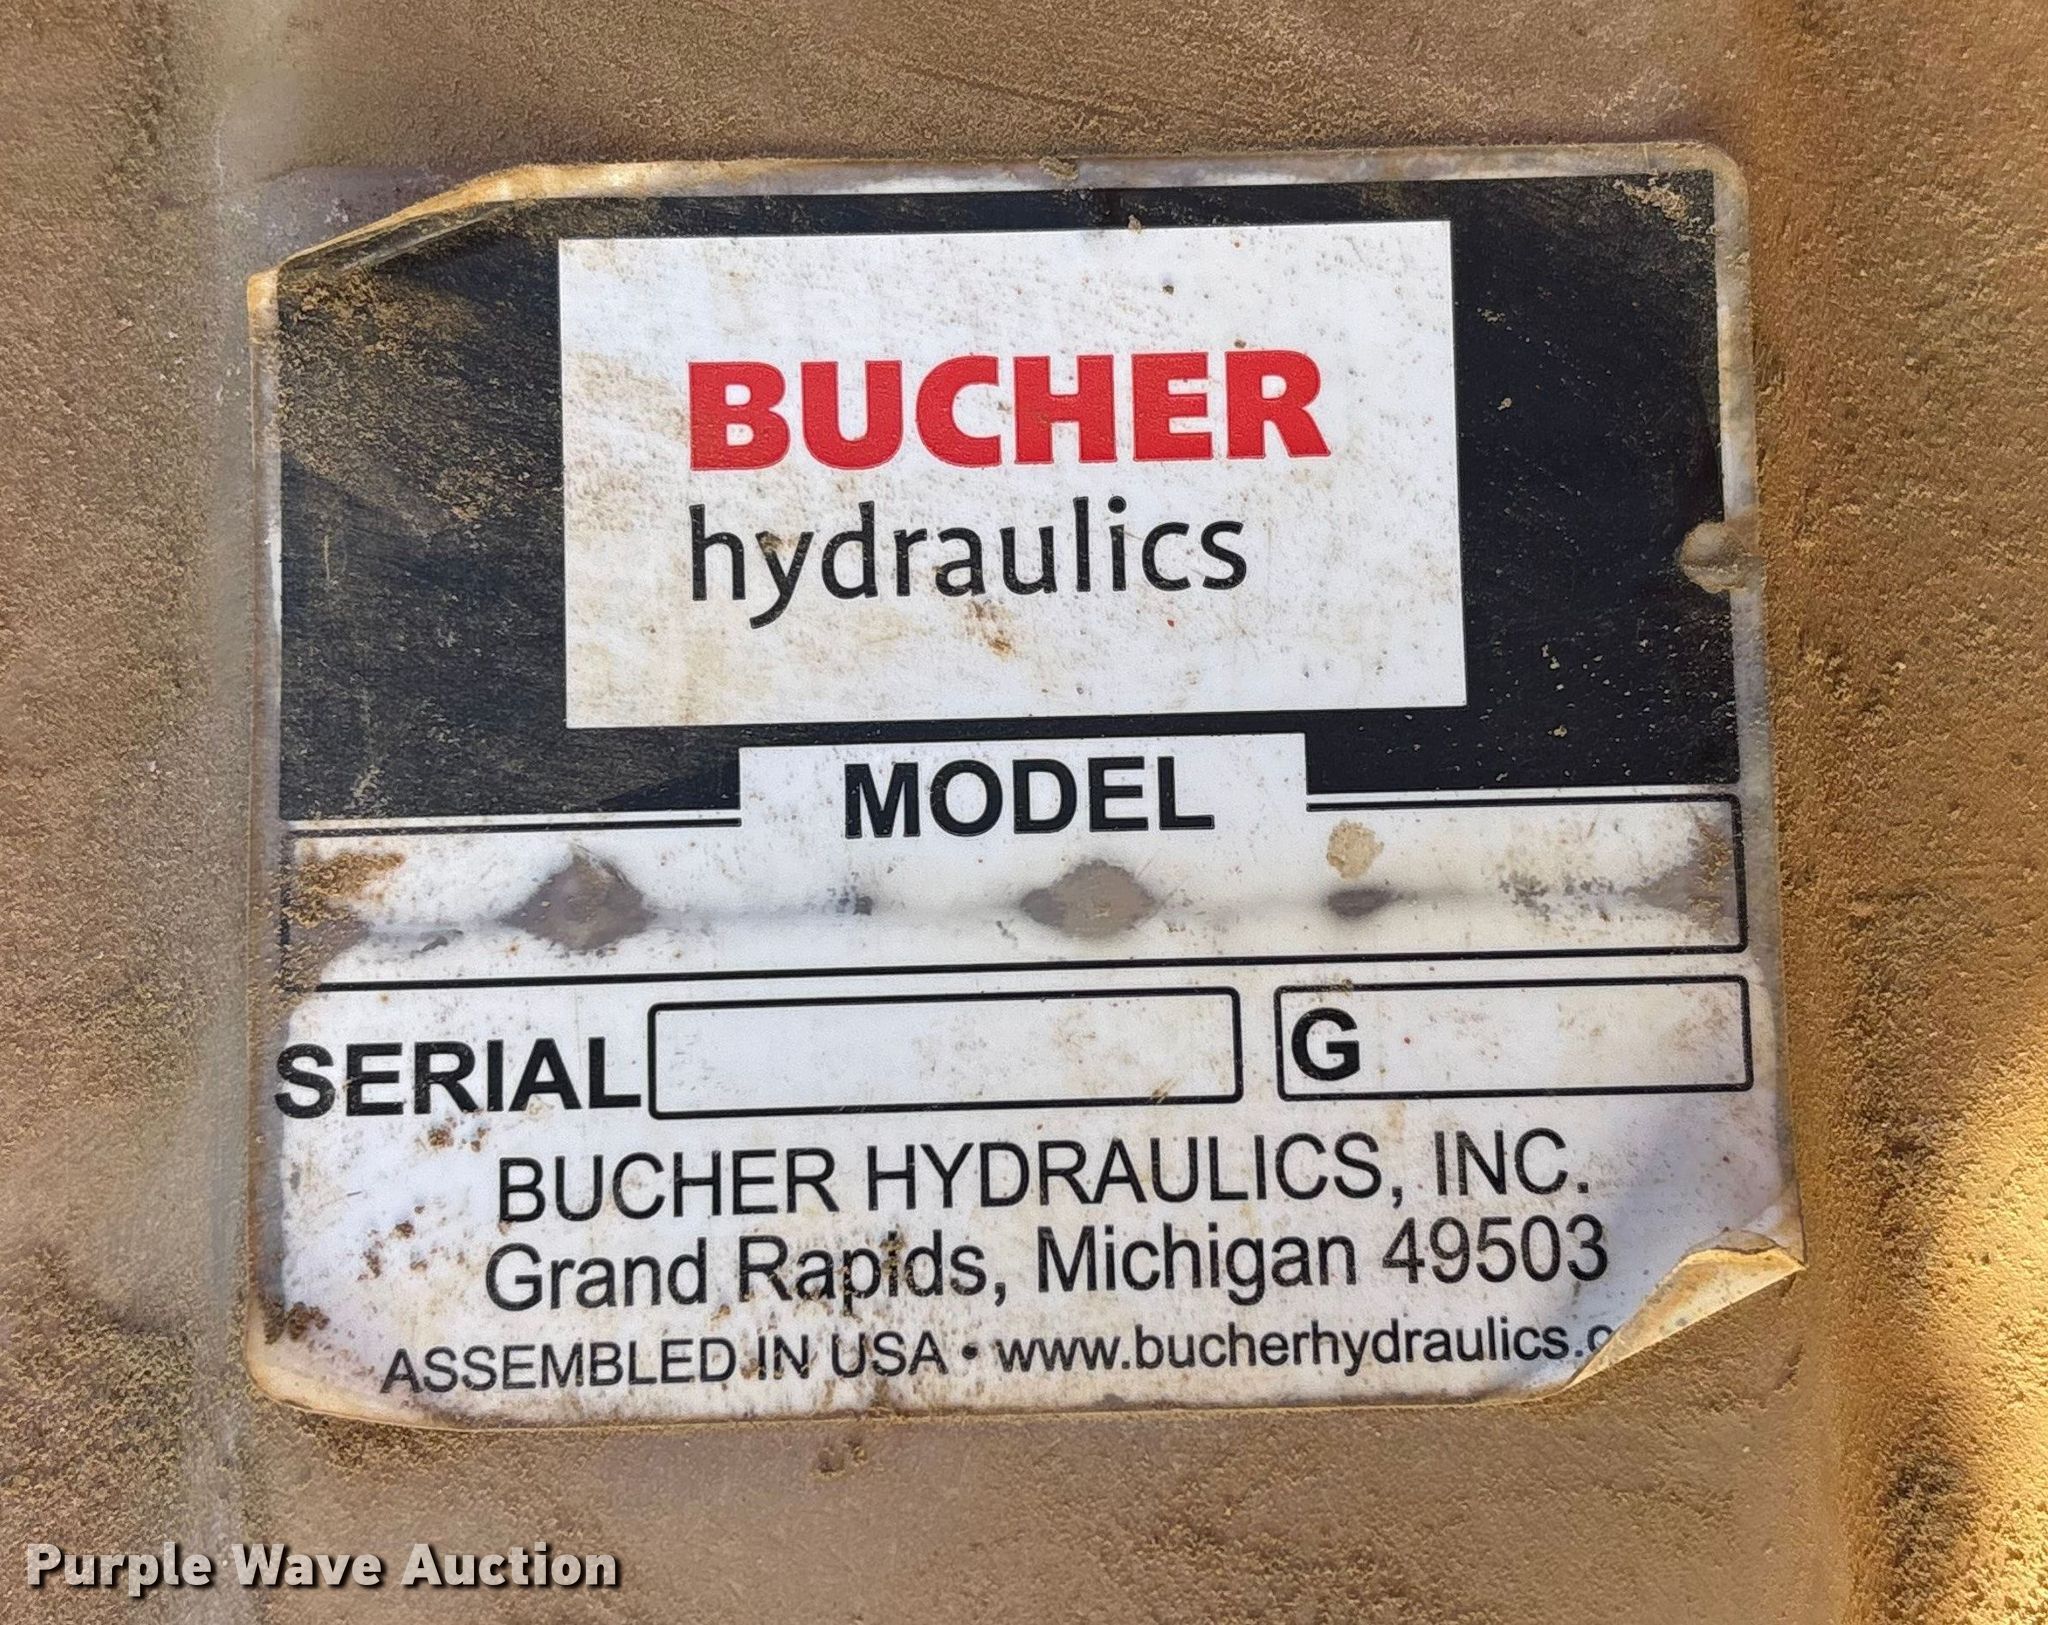 BUCHER
hydraulics
MODEL
SERIAL G
BUCHER HYDRAULICS, INC.
Grand Rapids, Michigan 49503
ASSEMBLED IN USA • www.bucherhydraulics.c
Purple Wave Auction